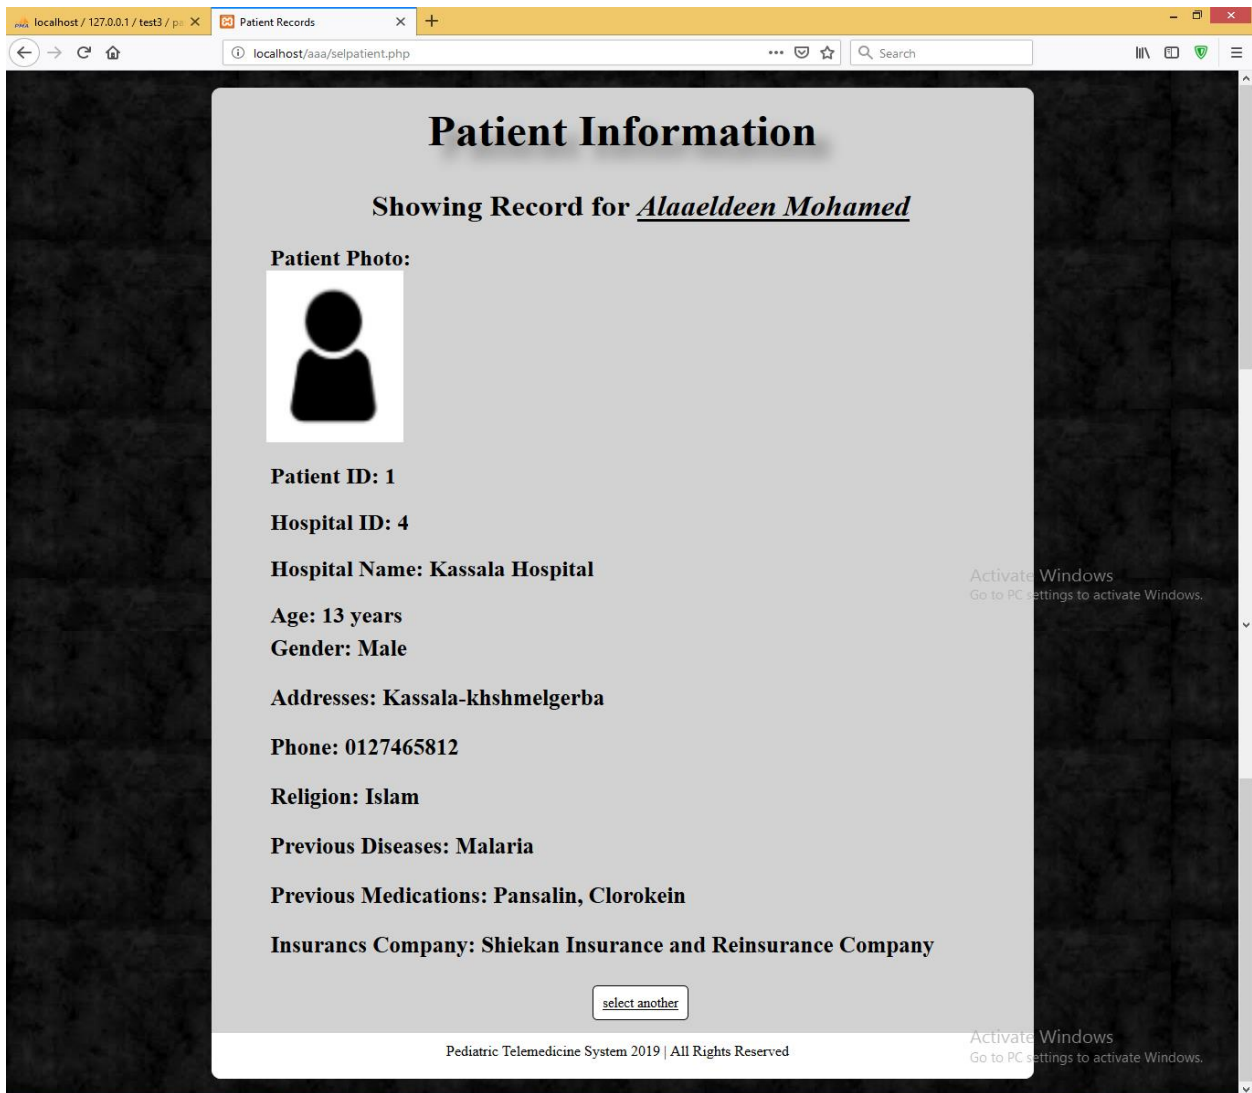 localhost / 127.0.0.1 / test3 / pa
Patient Records
localhost/aaa/selpatient.php
Search
Patient Information
Showing Record for Alaaeldeen Mohamed
Patient Photo:
Patient ID: 1
Hospital ID: 4
Hospital Name: Kassala Hospital
Activate Windows
Go to PC settings to activate Windows.
Age: 13 years
Gender: Male
Addresses: Kassala-khshmelgerba
Phone: 0127465812
Religion: Islam
Previous Diseases: Malaria
Previous Medications: Pansalin, Clorokein
Insurancs Company: Shiekan Insurance and Reinsurance Company
select another
Pediatric Telemedicine System 2019 | All Rights Reserved
Activate Windows
Go to PC settings to activate Windows.